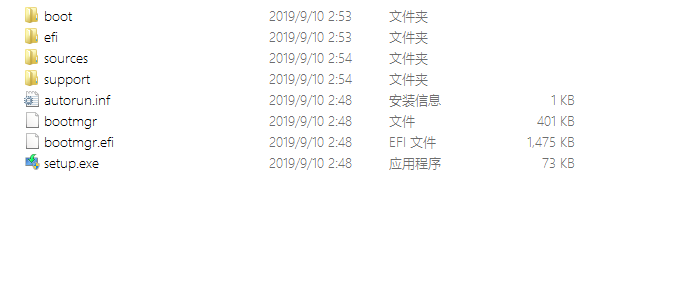 boot 2019/9/10 2:53 文件夹
efi 2019/9/10 2:53 文件夹
sources 2019/9/10 2:54 文件夹
support 2019/9/10 2:54 文件夹
autorun.inf 2019/9/10 2:48 安装信息 1 KB
bootmgr 2019/9/10 2:48 文件 401 KB
bootmgr.efi 2019/9/10 2:48 EFI 文件 1,475 KB
setup.exe 2019/9/10 2:48 应用程序 73 KB